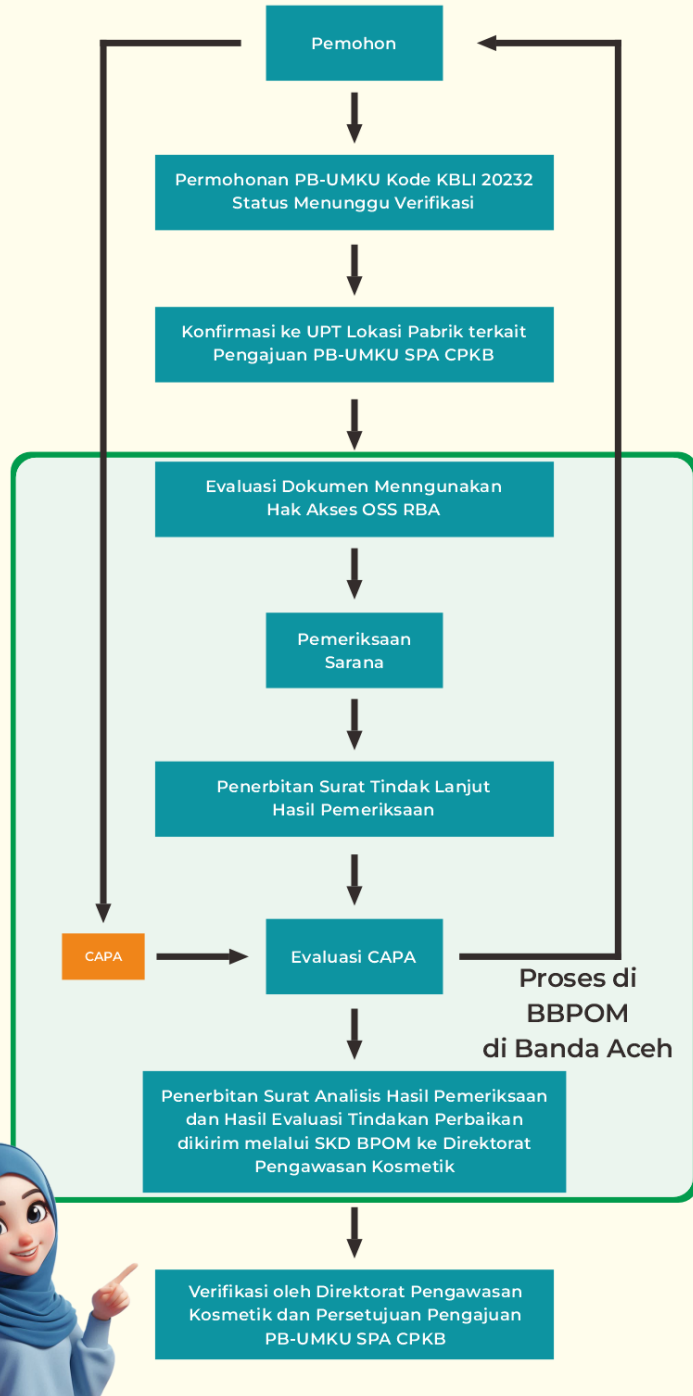 Pemohon
Permohonan PB-UMKU Kode KBLI 20232
Status Menunggu Verifikasi
Konfirmasi ke UPT Lokasi Pabrik terkait
Pengajuan PB-UMKU SPA CPKB
Evaluasi Dokumen Menngunakan
Hak Akses OSS RBA
Pemeriksaan
Sarana
Penerbitan Surat Tindak Lanjut
Hasil Pemeriksaan
CAPA
Evaluasi CAPA
Proses di
BBPOM
di Banda Aceh
Penerbitan Surat Analisis Hasil Pemeriksaan
dan Hasil Evaluasi Tindakan Perbaikan
dikirim melalui SKD BPOM ke Direktorat
Pengawasan Kosmetik
Verifikasi oleh Direktorat Pengawasan
Kosmetik dan Persetujuan Pengajuan
PB-UMKU SPA CPKB